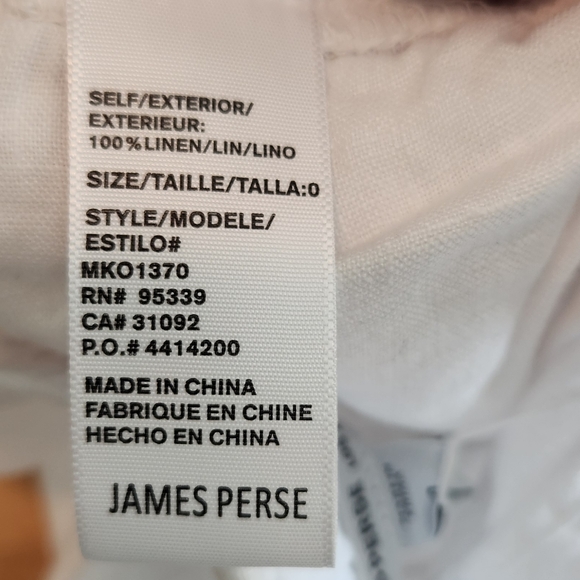 SELF/EXTERIOR/
EXTERIEUR:
100%LINEN/LIN/LINO
SIZE/TAILLE/TALLA:0
STYLE/MODELE/
ESTILO#
MKO1370
RN# 95339
CA# 31092
P.O.# 4414200
MADE IN CHINA
FABRIQUE EN CHINE
HECHO EN CHINA
JAMES PERSE
PERSE